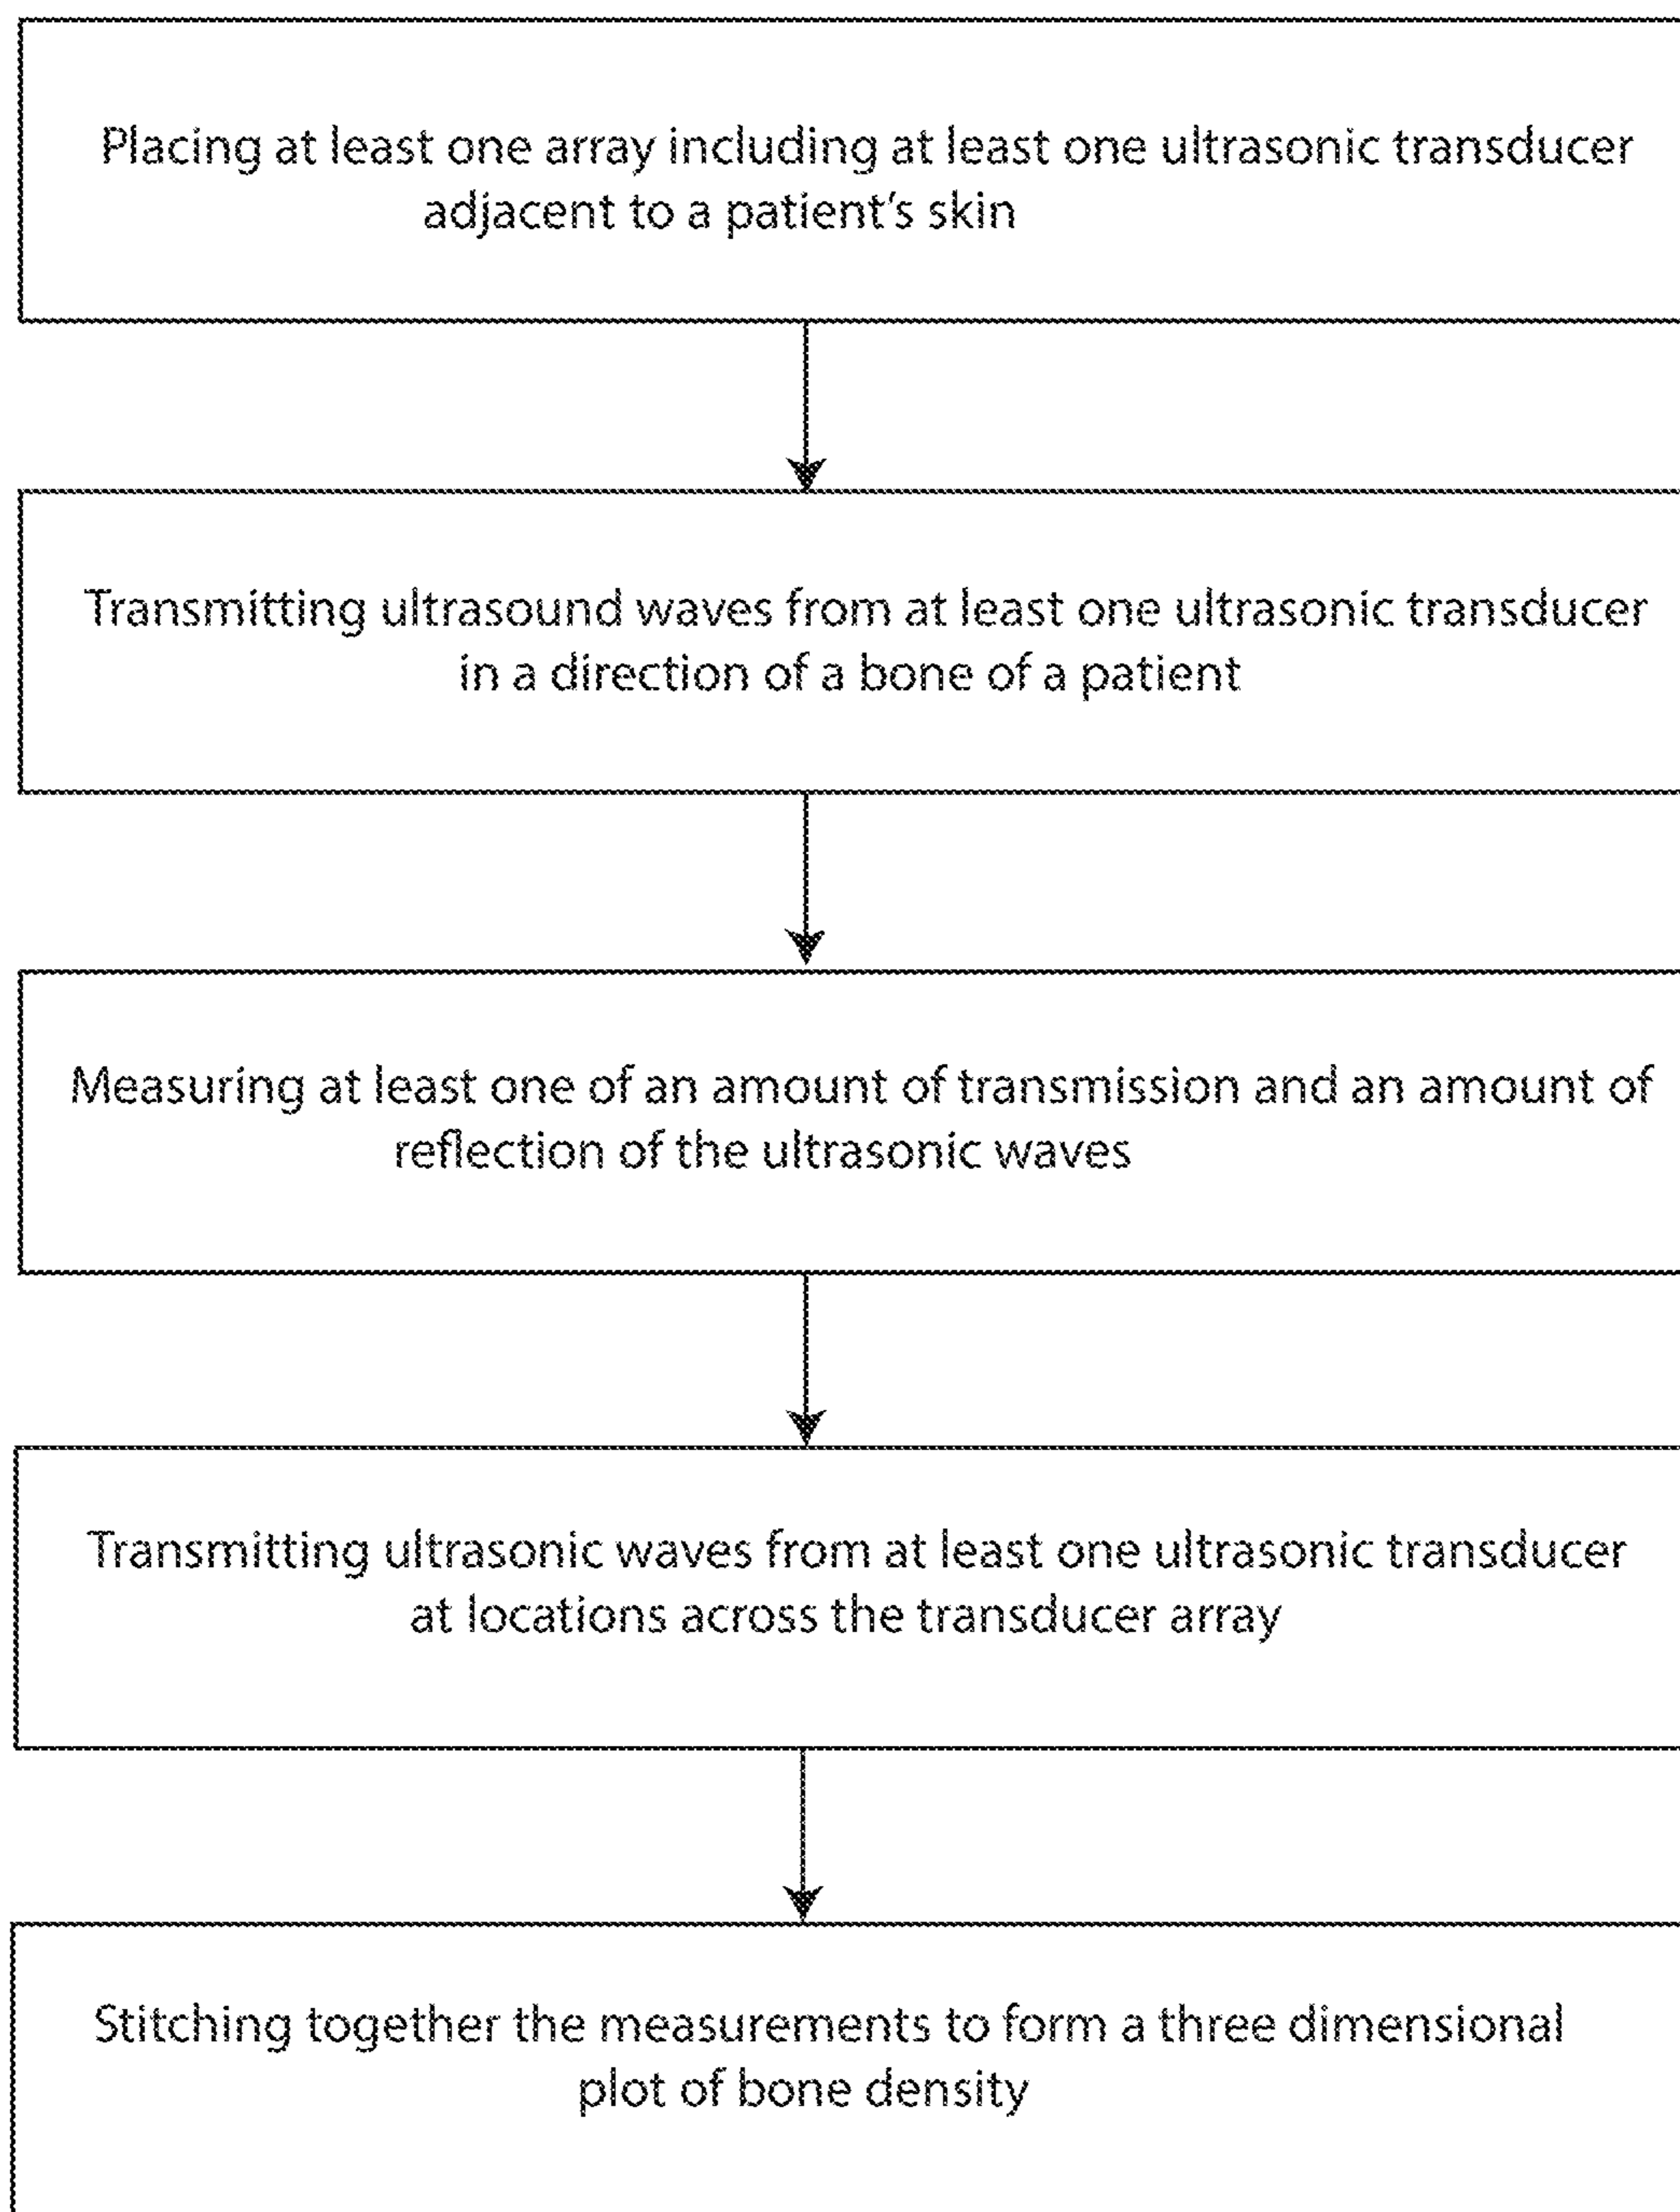 Placing at least one array including at least one ultrasonic transducer
adjacent to a patient's skin
Transmitting ultrasound waves from at least one ultrasonic transducer
in a direction of a bone of a patient
Measuring at least one of an amount of transmission and an amount of
reflection of the ultrasonic waves
Transmitting ultrasonic waves from at least one ultrasonic transducer
at locations across the transducer array
Stitching together the measurements to form a three dimensional
plot of bone density